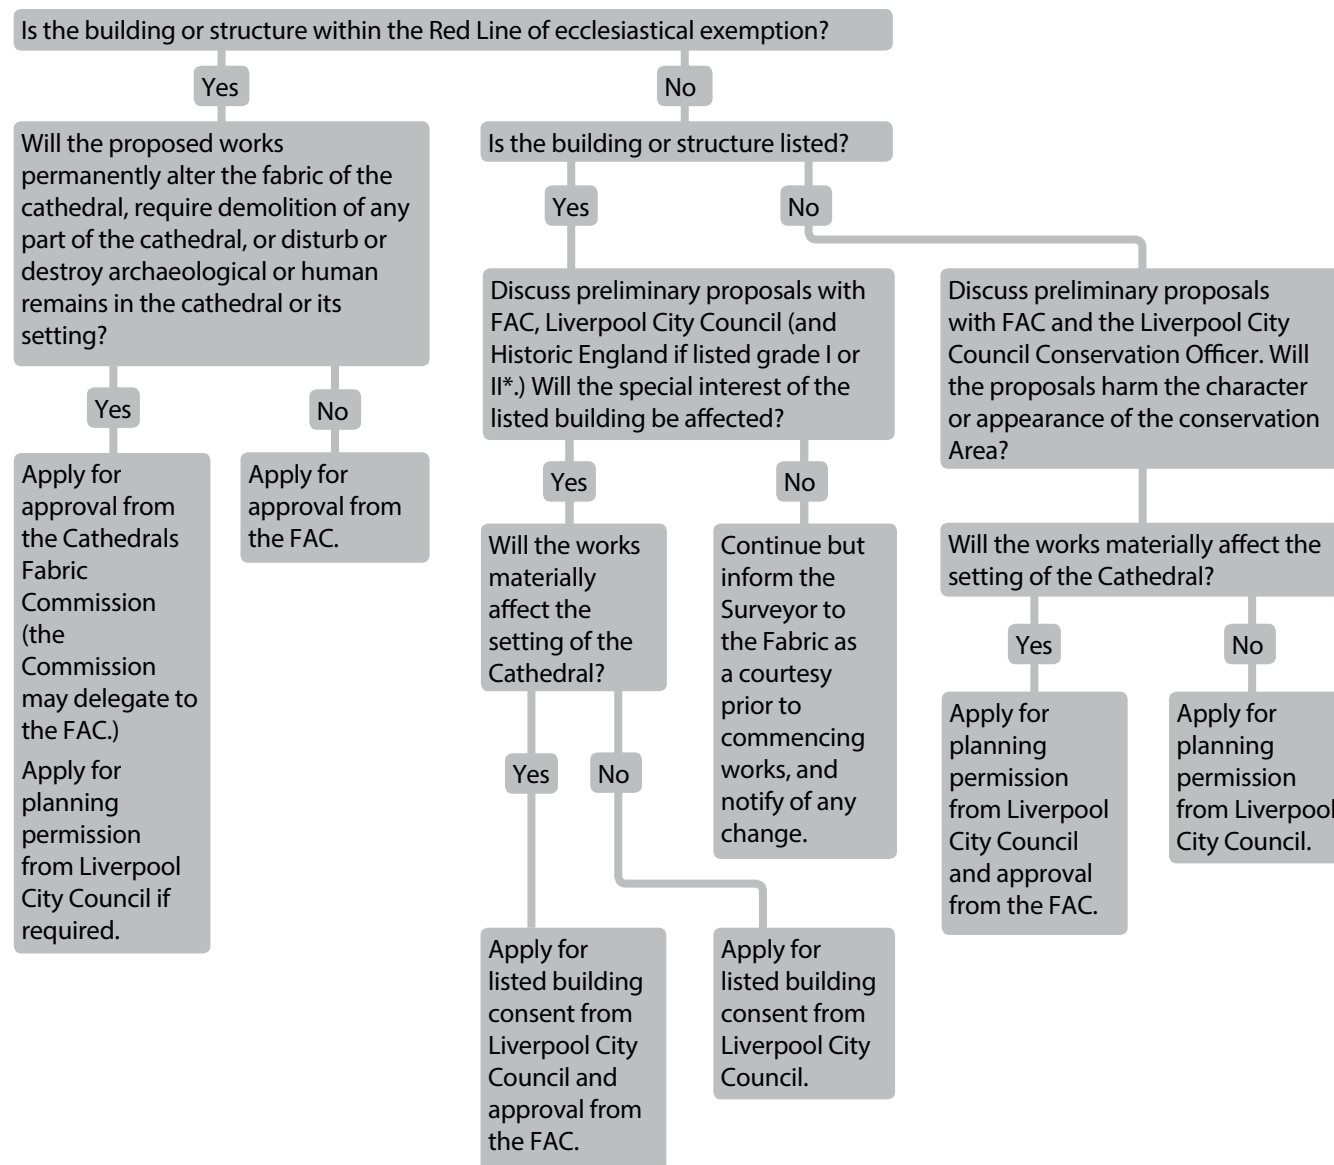 Is the building or structure within the Red Line of ecclesiastical exemption?
Yes
No
Will the proposed works
permanently alter the fabric of the
cathedral, require demolition of any
part of the cathedral, or disturb or
destroy archaeological or human
remains in the cathedral or its
setting?
Yes
No
Apply for
approval from
the Cathedrals
Fabric
Commission
(the
Commission
may delegate to
the FAC.)
Apply for
planning
permission
from Liverpool
City Council if
required.
Apply for
approval from
the FAC.
Is the building or structure listed?
Yes
No
Discuss preliminary proposals with
FAC, Liverpool City Council (and
Historic England if listed grade I or
II*.) Will the special interest of the
listed building be affected?
Yes
No
Will the works
materially
affect the
setting of the
Cathedral?
Yes
No
Apply for
listed building
consent from
Liverpool City
Council and
approval from
the FAC.
Apply for
listed building
consent from
Liverpool City
Council.
Continue but
inform the
Surveyor to
the Fabric as
a courtesy
prior to
commencing
works, and
notify of any
change.
Discuss preliminary proposals
with FAC and the Liverpool City
Council Conservation Officer. Will
the proposals harm the character
or appearance of the conservation
Area?
Will the works materially affect the
setting of the Cathedral?
Yes
No
Apply for
planning
permission
from Liverpool
City Council
and approval
from the FAC.
Apply for
planning
permission
from Liverpool
City Council.